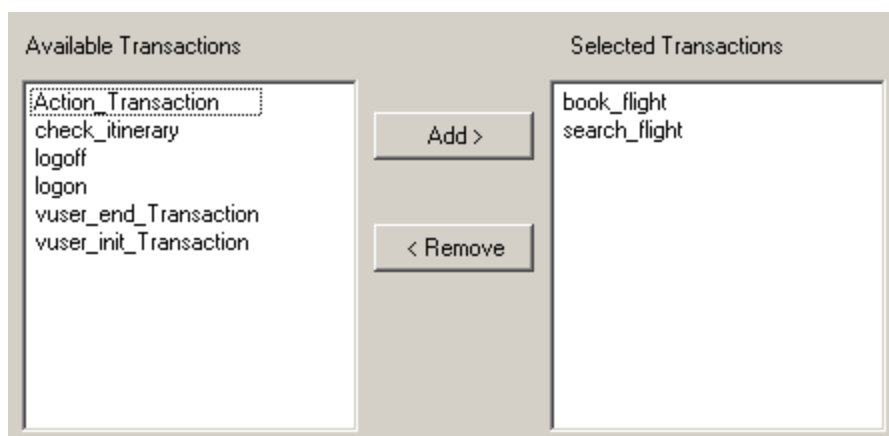 Available Transactions
Action_Transaction
check_itinerary
logoff
logon
vuser_end_Transaction
vuser_init_Transaction
Add >
< Remove
Selected Transactions
book_flight
search_flight